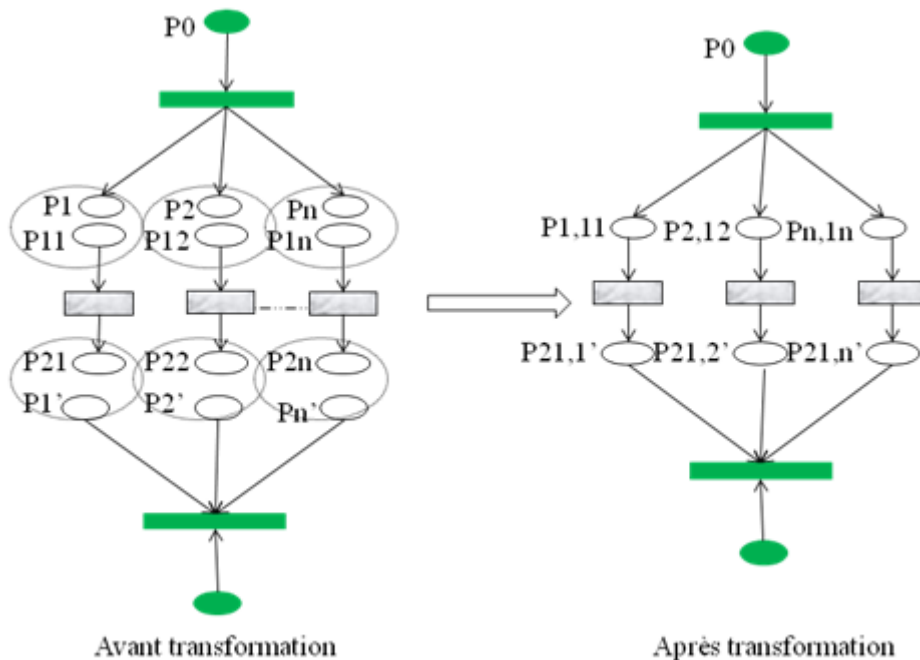 P0
P1
P2
Pn
P11
P12
P1n
P21
P22
P2n
P1`
P2`
Pn`
Avant transformation
P0
P1,11
P2,12
Pn,1n
P21,1`
P21,2`
P21,n`
Après transformation